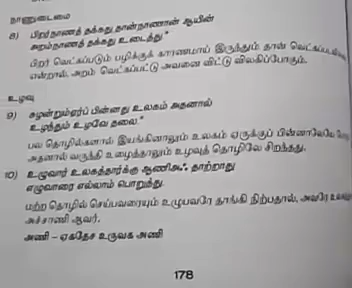 நாணுடைமை
8) பிறர்நாணத் தக்கது தான்நாணான் ஆயின்
அறம்நாணத் தக்கது உடைத்து.*
பிறர் வெட்கப்படும் பழிக்குக் காரணமாய் இருந்தும் தான் வெட்கப்படவில்லை
என்றால், அறம் வெட்கப்பட்டு அவனை விட்டு விலகிப்போகும்.
உழவு
9) சுழன்றும்ஏர்ப் பின்னது உலகம் அதனால்
உழந்தும் உழவே தலை.*
பல தொழில்களால் இயங்கினாலும் உலகம் ஏருக்குப் பின்னாலேயே
அதனால் வருந்தி உழைத்தாலும் உழவுத் தொழிலே சிறந்தது.
10) உழுவார் உலகத்தார்க்கு ஆணிஅஃ தாற்றாது
எழுவாரை எல்லாம் பொறுத்து.
மற்ற தொழில் செய்பவரையும் உழுபவரே தாங்கி நிற்பதால், அவரே
அச்சாணி ஆவர்.
அணி – ஏகதேச உருவக அணி
178